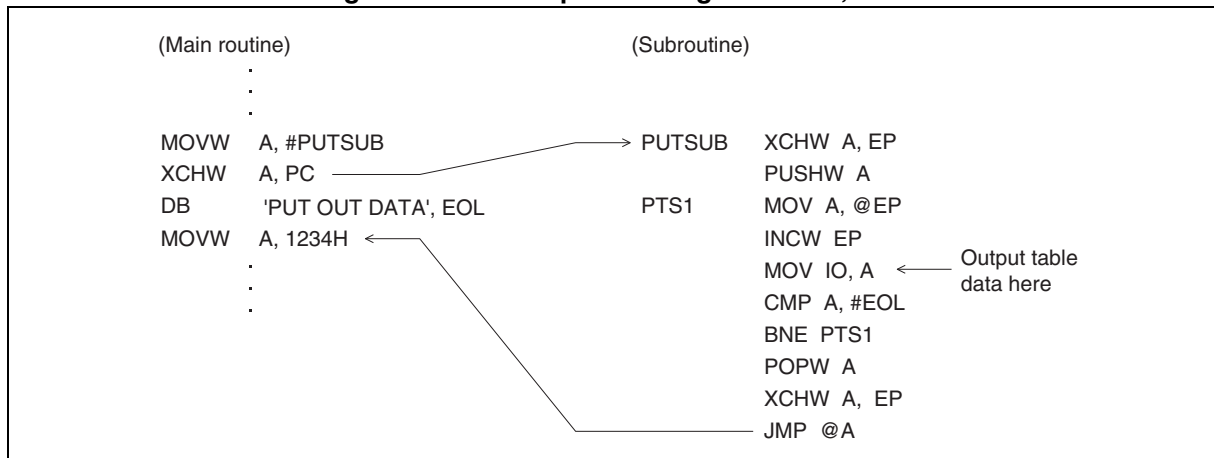 (Main routine)
.
.
.
MOVW A, #PUTSUB
XCHW A, PC
DB 'PUT OUT DATA', EOL
MOVW A, 1234H
.
.
.
(Subroutine)
PUTSUB XCHW A, EP
PUSHW A
PTS1 MOV A, @EP
INCW EP
MOV IO, A
Output table
data here
CMP A, #EOL
BNE PTS1
POPW A
XCHW A, EP
JMP @A